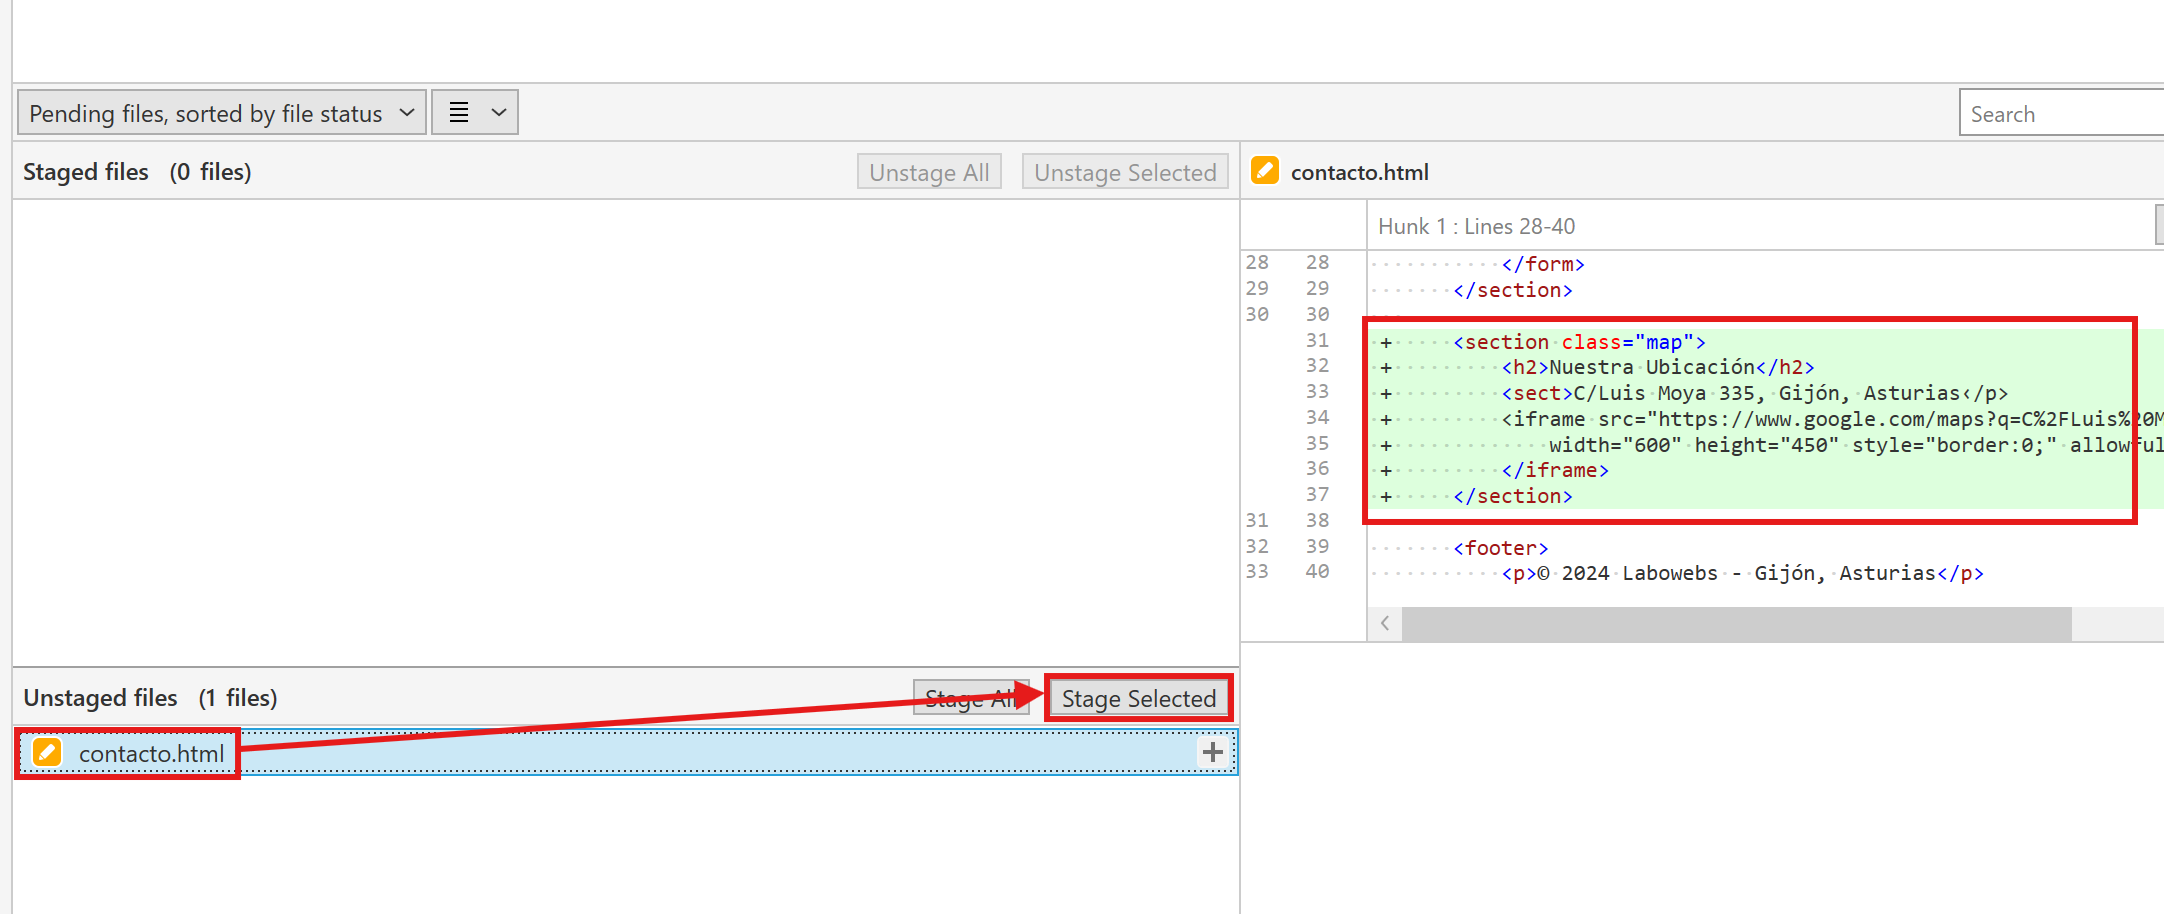 Pending files, sorted by file status
Search
Staged files (0 files)
Unstage All
Unstage Selected
contacto.html
Hunk 1 : Lines 28-40
28 28 </form>
29 29 </section>
30 30
31 + <section class="map">
32 + <h2>Nuestra Ubicación</h2>
33 + <sect>C/Luis Moya 335, Gijón, Asturias</p>
34 + <iframe src="https://www.google.com/maps?q=C%2FLuis%20M
35 + width="600" height="450" style="border:0;" allowful
36 + </iframe>
37 + </section>
31 38
32 39 <footer>
33 40 <p>© 2024 Labowebs - Gijón, Asturias</p>
Unstaged files (1 files)
Stage All
Stage Selected
contacto.html